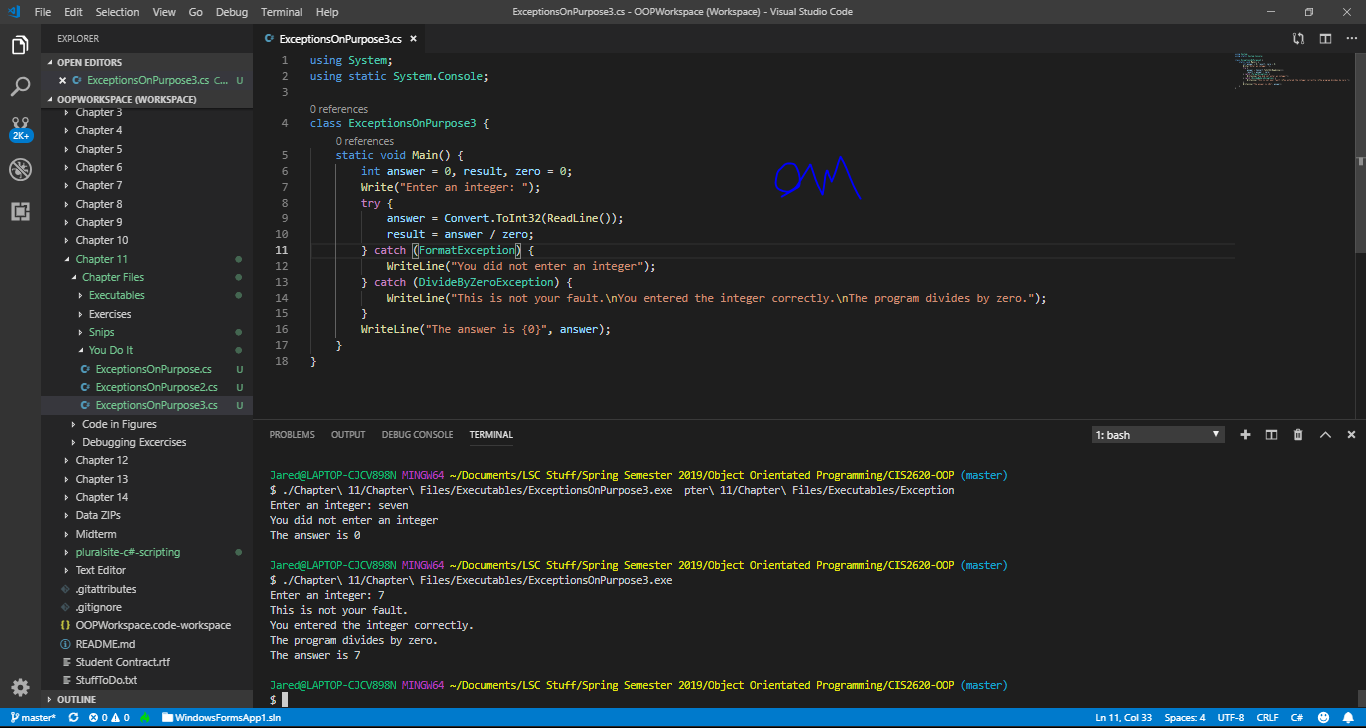 File Edit Selection View Go Debug Terminal Help
ExceptionsOnPurpose3.cs - OOPWorkspace (Workspace) - Visual Studio Code
EXPLORER
OPEN EDITORS
ExceptionsOnPurpose3.cs C... U
OOPWORKSPACE (WORKSPACE)
Chapter 3
Chapter 4
Chapter 5
Chapter 6
Chapter 7
Chapter 8
Chapter 9
Chapter 10
Chapter 11
Chapter Files
Executables
Exercises
Snips
You Do It
ExceptionsOnPurpose.cs U
ExceptionsOnPurpose2.cs U
ExceptionsOnPurpose3.cs U
Code in Figures
Debugging Excercises
Chapter 12
Chapter 13
Chapter 14
Data ZIPs
Midterm
pluralsite-c#-scripting
Text Editor
.gitattributes
.gitignore
OOPWorkspace.code-workspace
README.md
Student Contract.rtf
StuffToDo.txt
OUTLINE
2K+
ExceptionsOnPurpose3.cs
1 using System;
2 using static System.Console;
3
0 references
4 class ExceptionsOnPurpose3 {
0 references
5 static void Main() {
6 int answer = 0, result, zero = 0;
7 Write("Enter an integer: ");
8 try {
9 answer = Convert.ToInt32(ReadLine());
10 result = answer / zero;
11 } catch (FormatException) {
12 WriteLine("You did not enter an integer");
13 } catch (DivideByZeroException) {
14 WriteLine("This is not your fault.\nYou entered the integer correctly.\nThe program divides by zero.");
15 }
16 WriteLine("The answer is {0}", answer);
17 }
18 }
PROBLEMS OUTPUT DEBUG CONSOLE TERMINAL
1: bash
Jared@LAPTOP-CJCV898N MINGW64 ~/Documents/LSC Stuff/Spring Semester 2019/Object Orientated Programming/CIS2620-OOP (master)
$ ./Chapter\ 11/Chapter\ Files/Executables/ExceptionsOnPurpose3.exe  pter\ 11/Chapter\ Files/Executables/Exception
Enter an integer: seven
You did not enter an integer
The answer is 0
Jared@LAPTOP-CJCV898N MINGW64 ~/Documents/LSC Stuff/Spring Semester 2019/Object Orientated Programming/CIS2620-OOP (master)
$ ./Chapter\ 11/Chapter\ Files/Executables/ExceptionsOnPurpose3.exe
Enter an integer: 7
This is not your fault.
You entered the integer correctly.
The program divides by zero.
The answer is 7
Jared@LAPTOP-CJCV898N MINGW64 ~/Documents/LSC Stuff/Spring Semester 2019/Object Orientated Programming/CIS2620-OOP (master)
$
master* 0 0 WindowsFormsApp1.sln
Ln 11, Col 33 Spaces: 4 UTF-8 CRLF C#